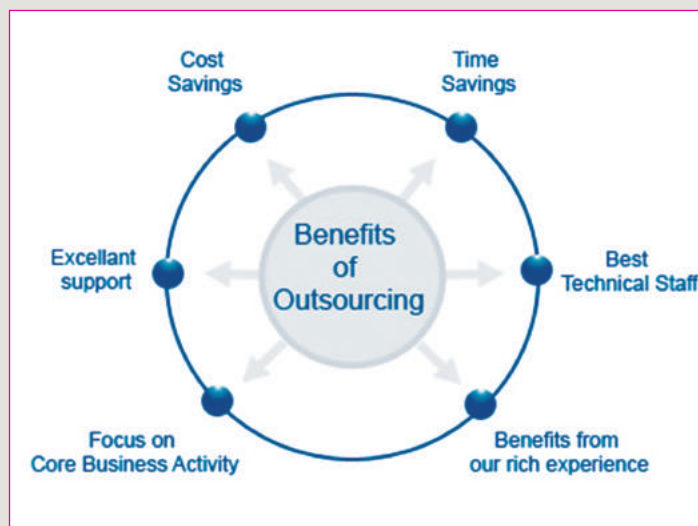 Cost
Savings
Time
Savings
Excellant
support
Benefits
of
Outsourcing
Best
Technical Staff
Focus on
Core Business Activity
Benefits from
our rich experience